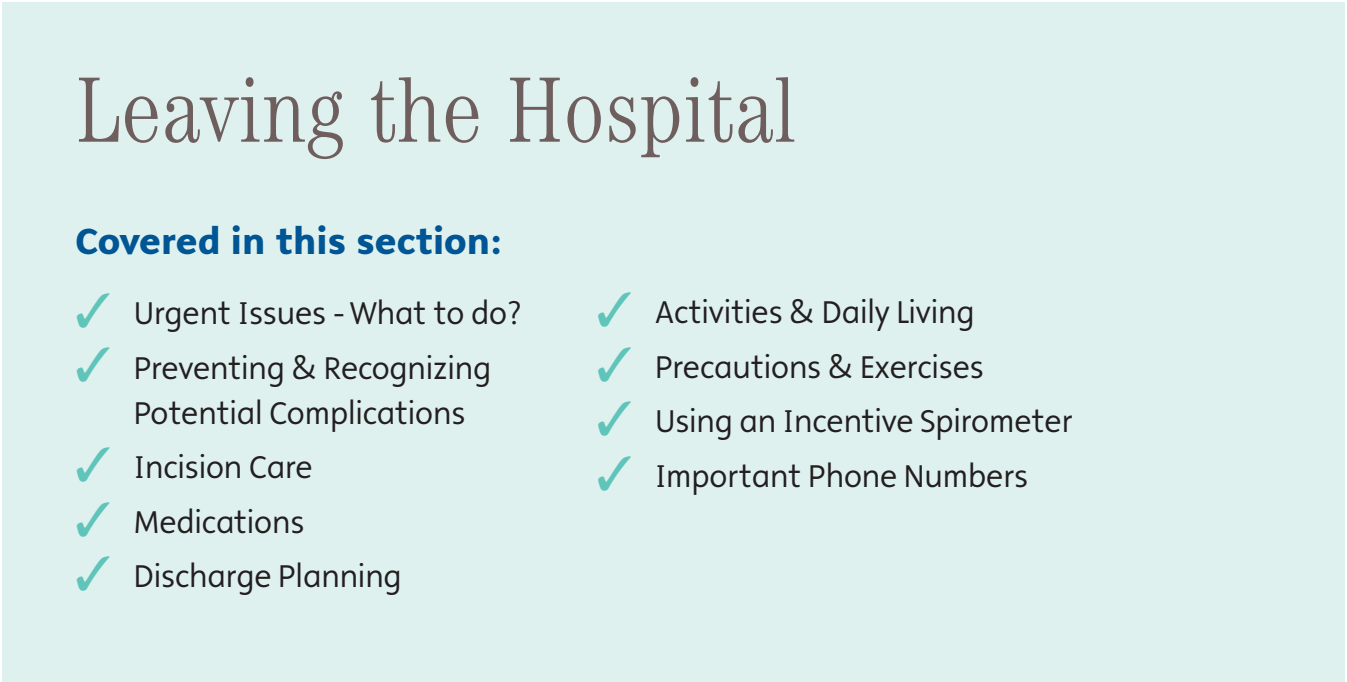 Leaving the Hospital
Covered in this section:
✓ Urgent Issues - What to do?
✓ Preventing & Recognizing
Potential Complications
✓ Incision Care
✓ Medications
✓ Discharge Planning
✓ Activities & Daily Living
✓ Precautions & Exercises
✓ Using an Incentive Spirometer
✓ Important Phone Numbers